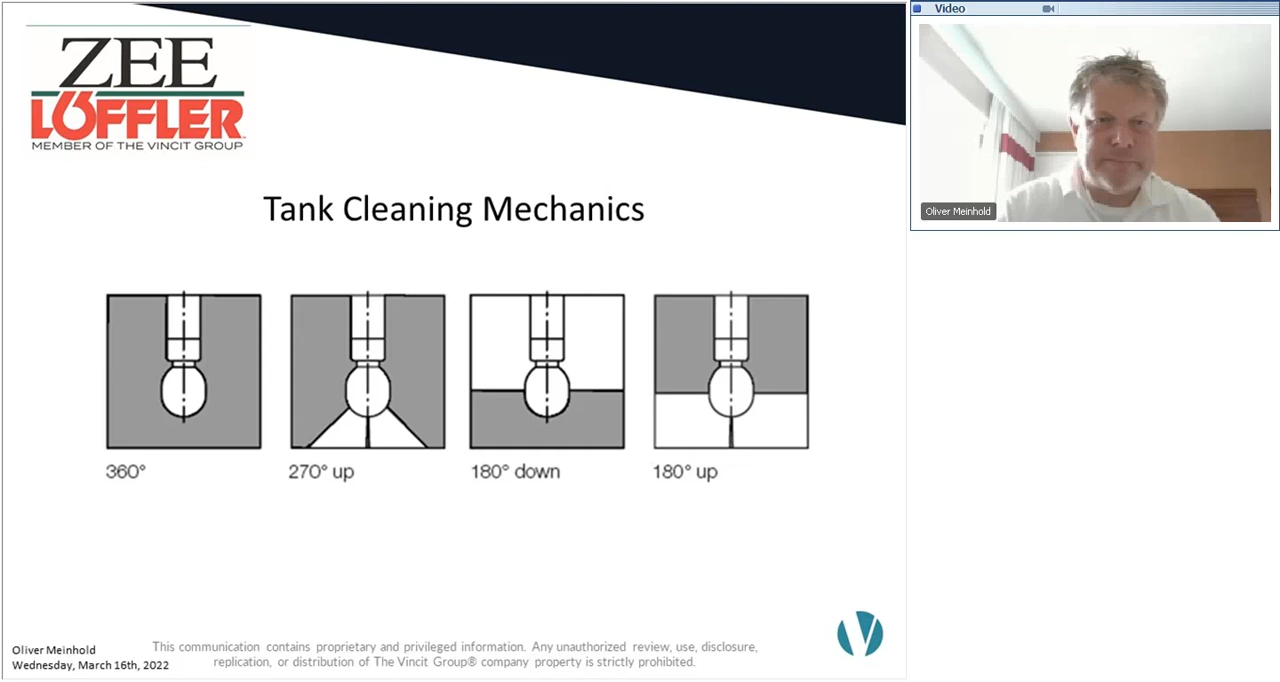 ZEE
LÖFFLER
MEMBER OF THE VINCIT GROUP
Video
Oliver Meinhold
Tank Cleaning Mechanics
360°
270° up
180° down
180° up
Oliver Meinhold
Wednesday, March 16th, 2022
This communication contains proprietary and privileged information. Any unauthorized review, use, disclosure,
replication, or distribution of The Vincit Group® company property is strictly prohibited.